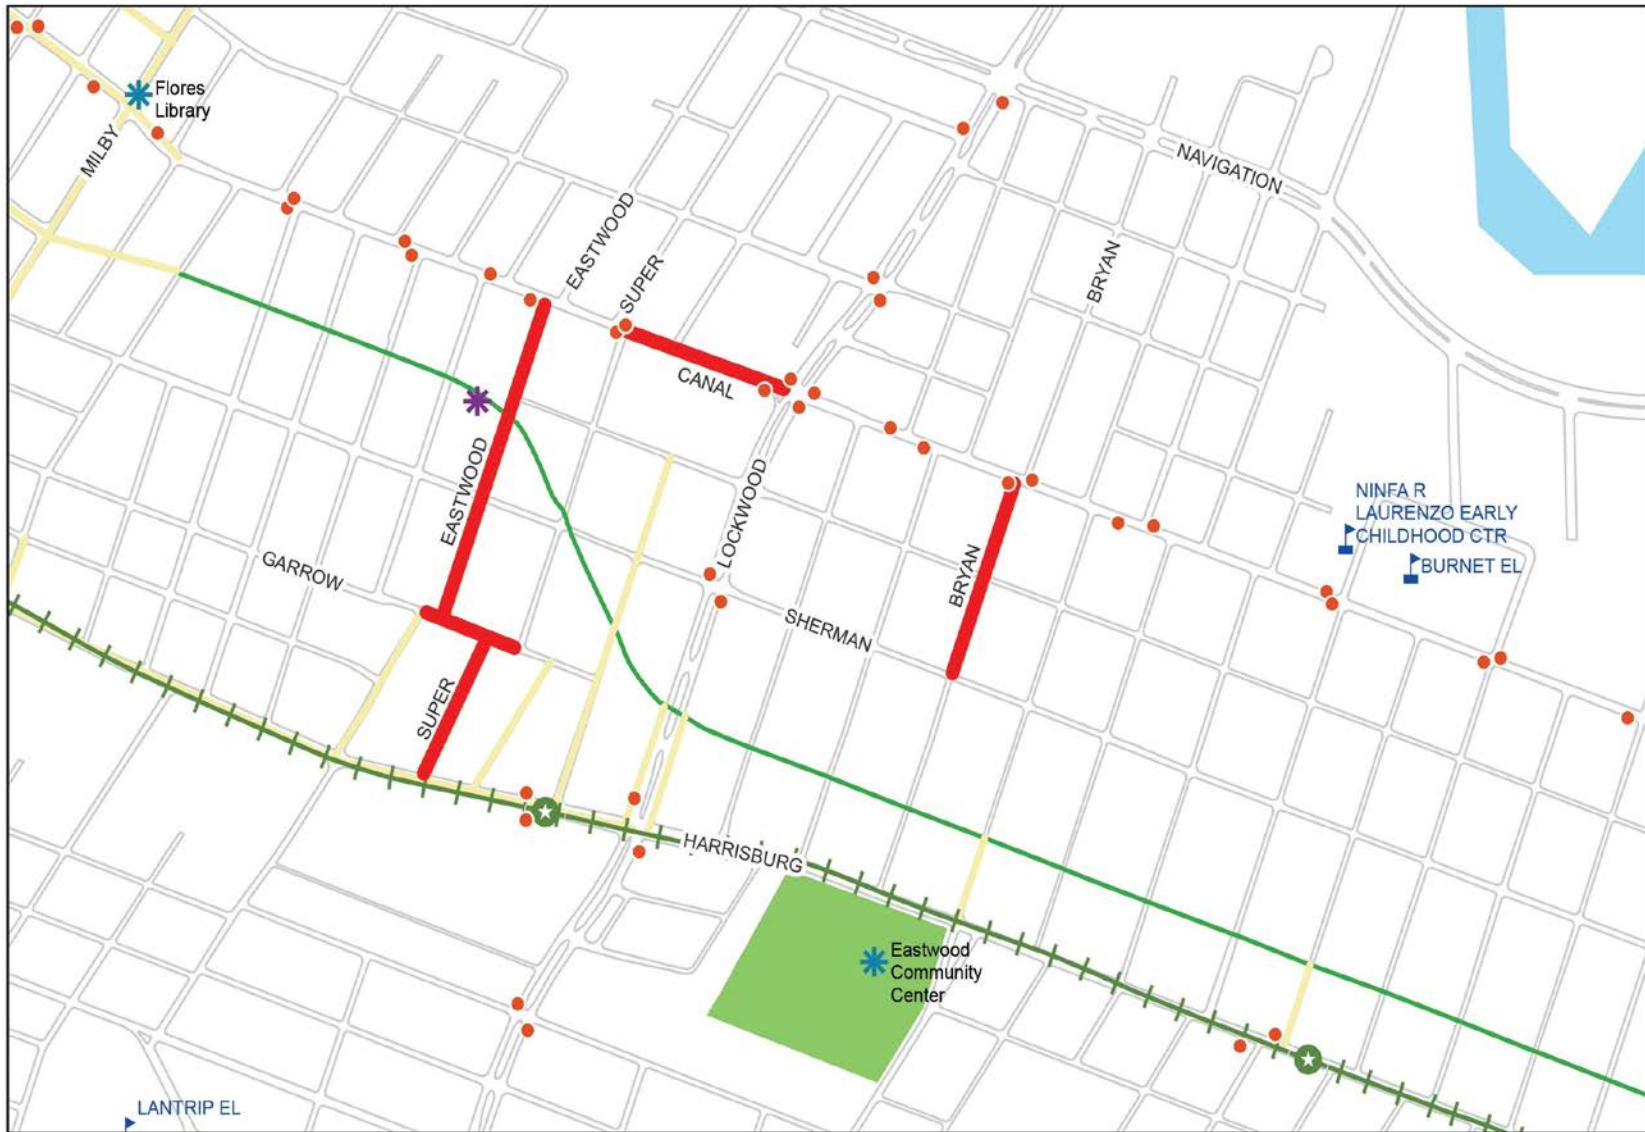 Flores
Library
MILBY
NAVIGATION
EASTWOOD
SUPER
BRYAN
CANAL
EASTWOOD
LOCKWOOD
NINFA R
LAURENZO EARLY
CHILDHOOD CTR
BURNET EL
GARROW
BRYAN
SHERMAN
SUPER
HARRISBURG
Eastwood
Community
Center
LANTRIP EL